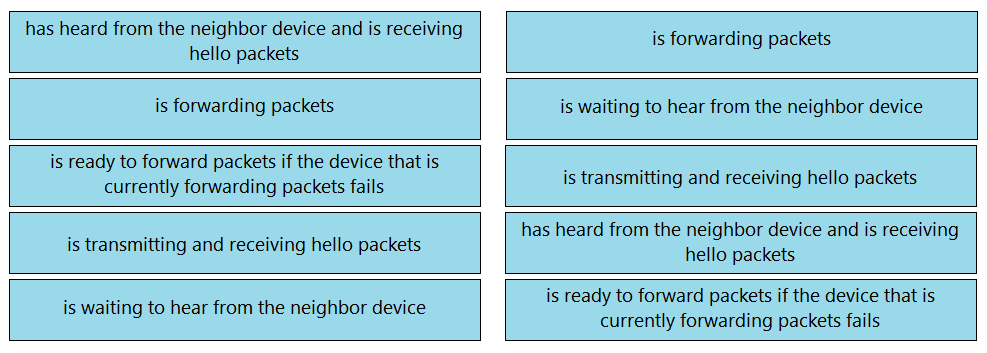 has heard from the neighbor device and is receiving
hello packets
is forwarding packets
is ready to forward packets if the device that is
currently forwarding packets fails
is transmitting and receiving hello packets
is waiting to hear from the neighbor device
is forwarding packets
is waiting to hear from the neighbor device
is transmitting and receiving hello packets
has heard from the neighbor device and is receiving
hello packets
is ready to forward packets if the device that is
currently forwarding packets fails